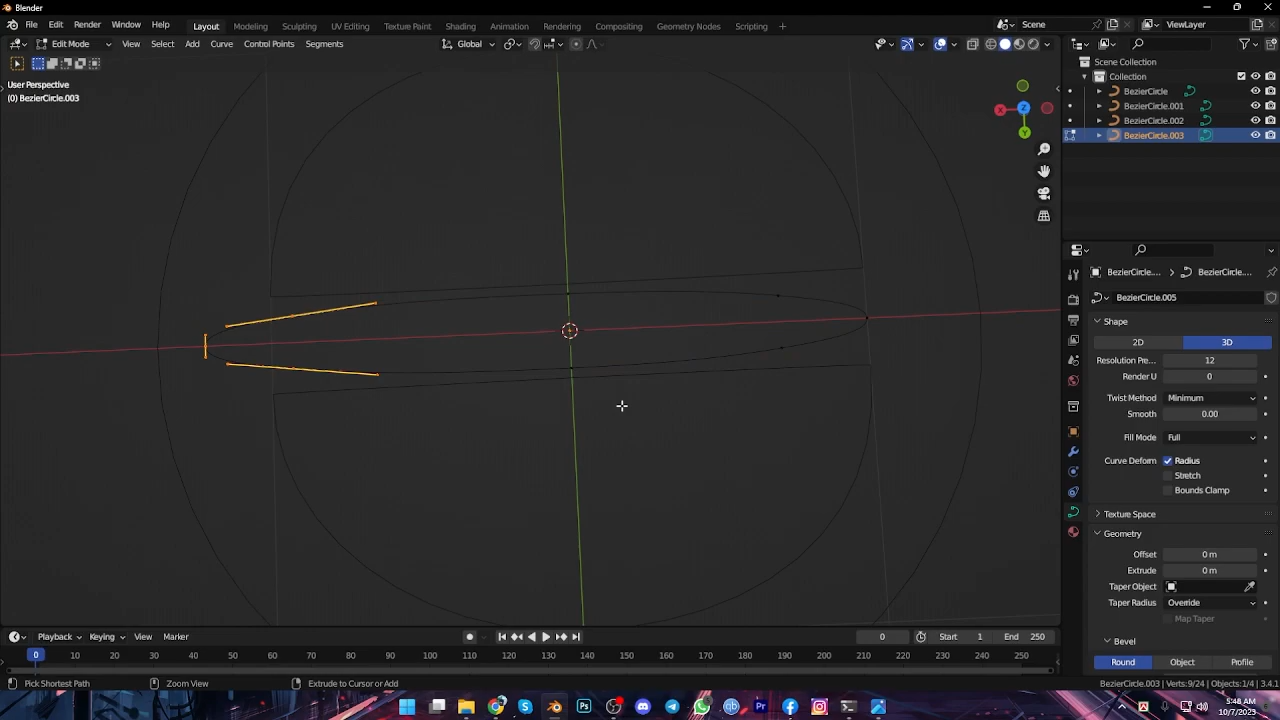 Blender
File Edit Render Window Help Layout Modeling Sculpting UV Editing Texture Paint Shading Animation Rendering Compositing Geometry Nodes Scripting + Scene ViewLayer
Edit Mode View Select Add Curve Control Points Segments Global
User Perspective
(0) BezierCircle.003
X Z Y
Scene Collection
Collection
BezierCircle
BezierCircle.001
BezierCircle.002
BezierCircle.003
BezierCircle.... > BezierCircle....
BezierCircle.005
Shape
2D 3D
Resolution Pre... 12
Render U 0
Twist Method Minimum
Smooth 0.00
Fill Mode Full
Curve Deform Radius
Stretch
Bounds Clamp
Texture Space
Geometry
Offset 0 m
Extrude 0 m
Taper Object
Taper Radius Override
Map Taper
Bevel
Round Object Profile
Playback Keying View Marker 0 Start 1 End 250
0 10 20 30 40 50 60 70 80 90 100 110 120 130 140 150 160 170 180 190 200 210 220 230 240 250
Pick Shortest Path Zoom View Extrude to Cursor or Add BezierCircle.003 | Verts:9/24 | Objects:1/4 | 3.4.1
5:48 AM
10/7/2023